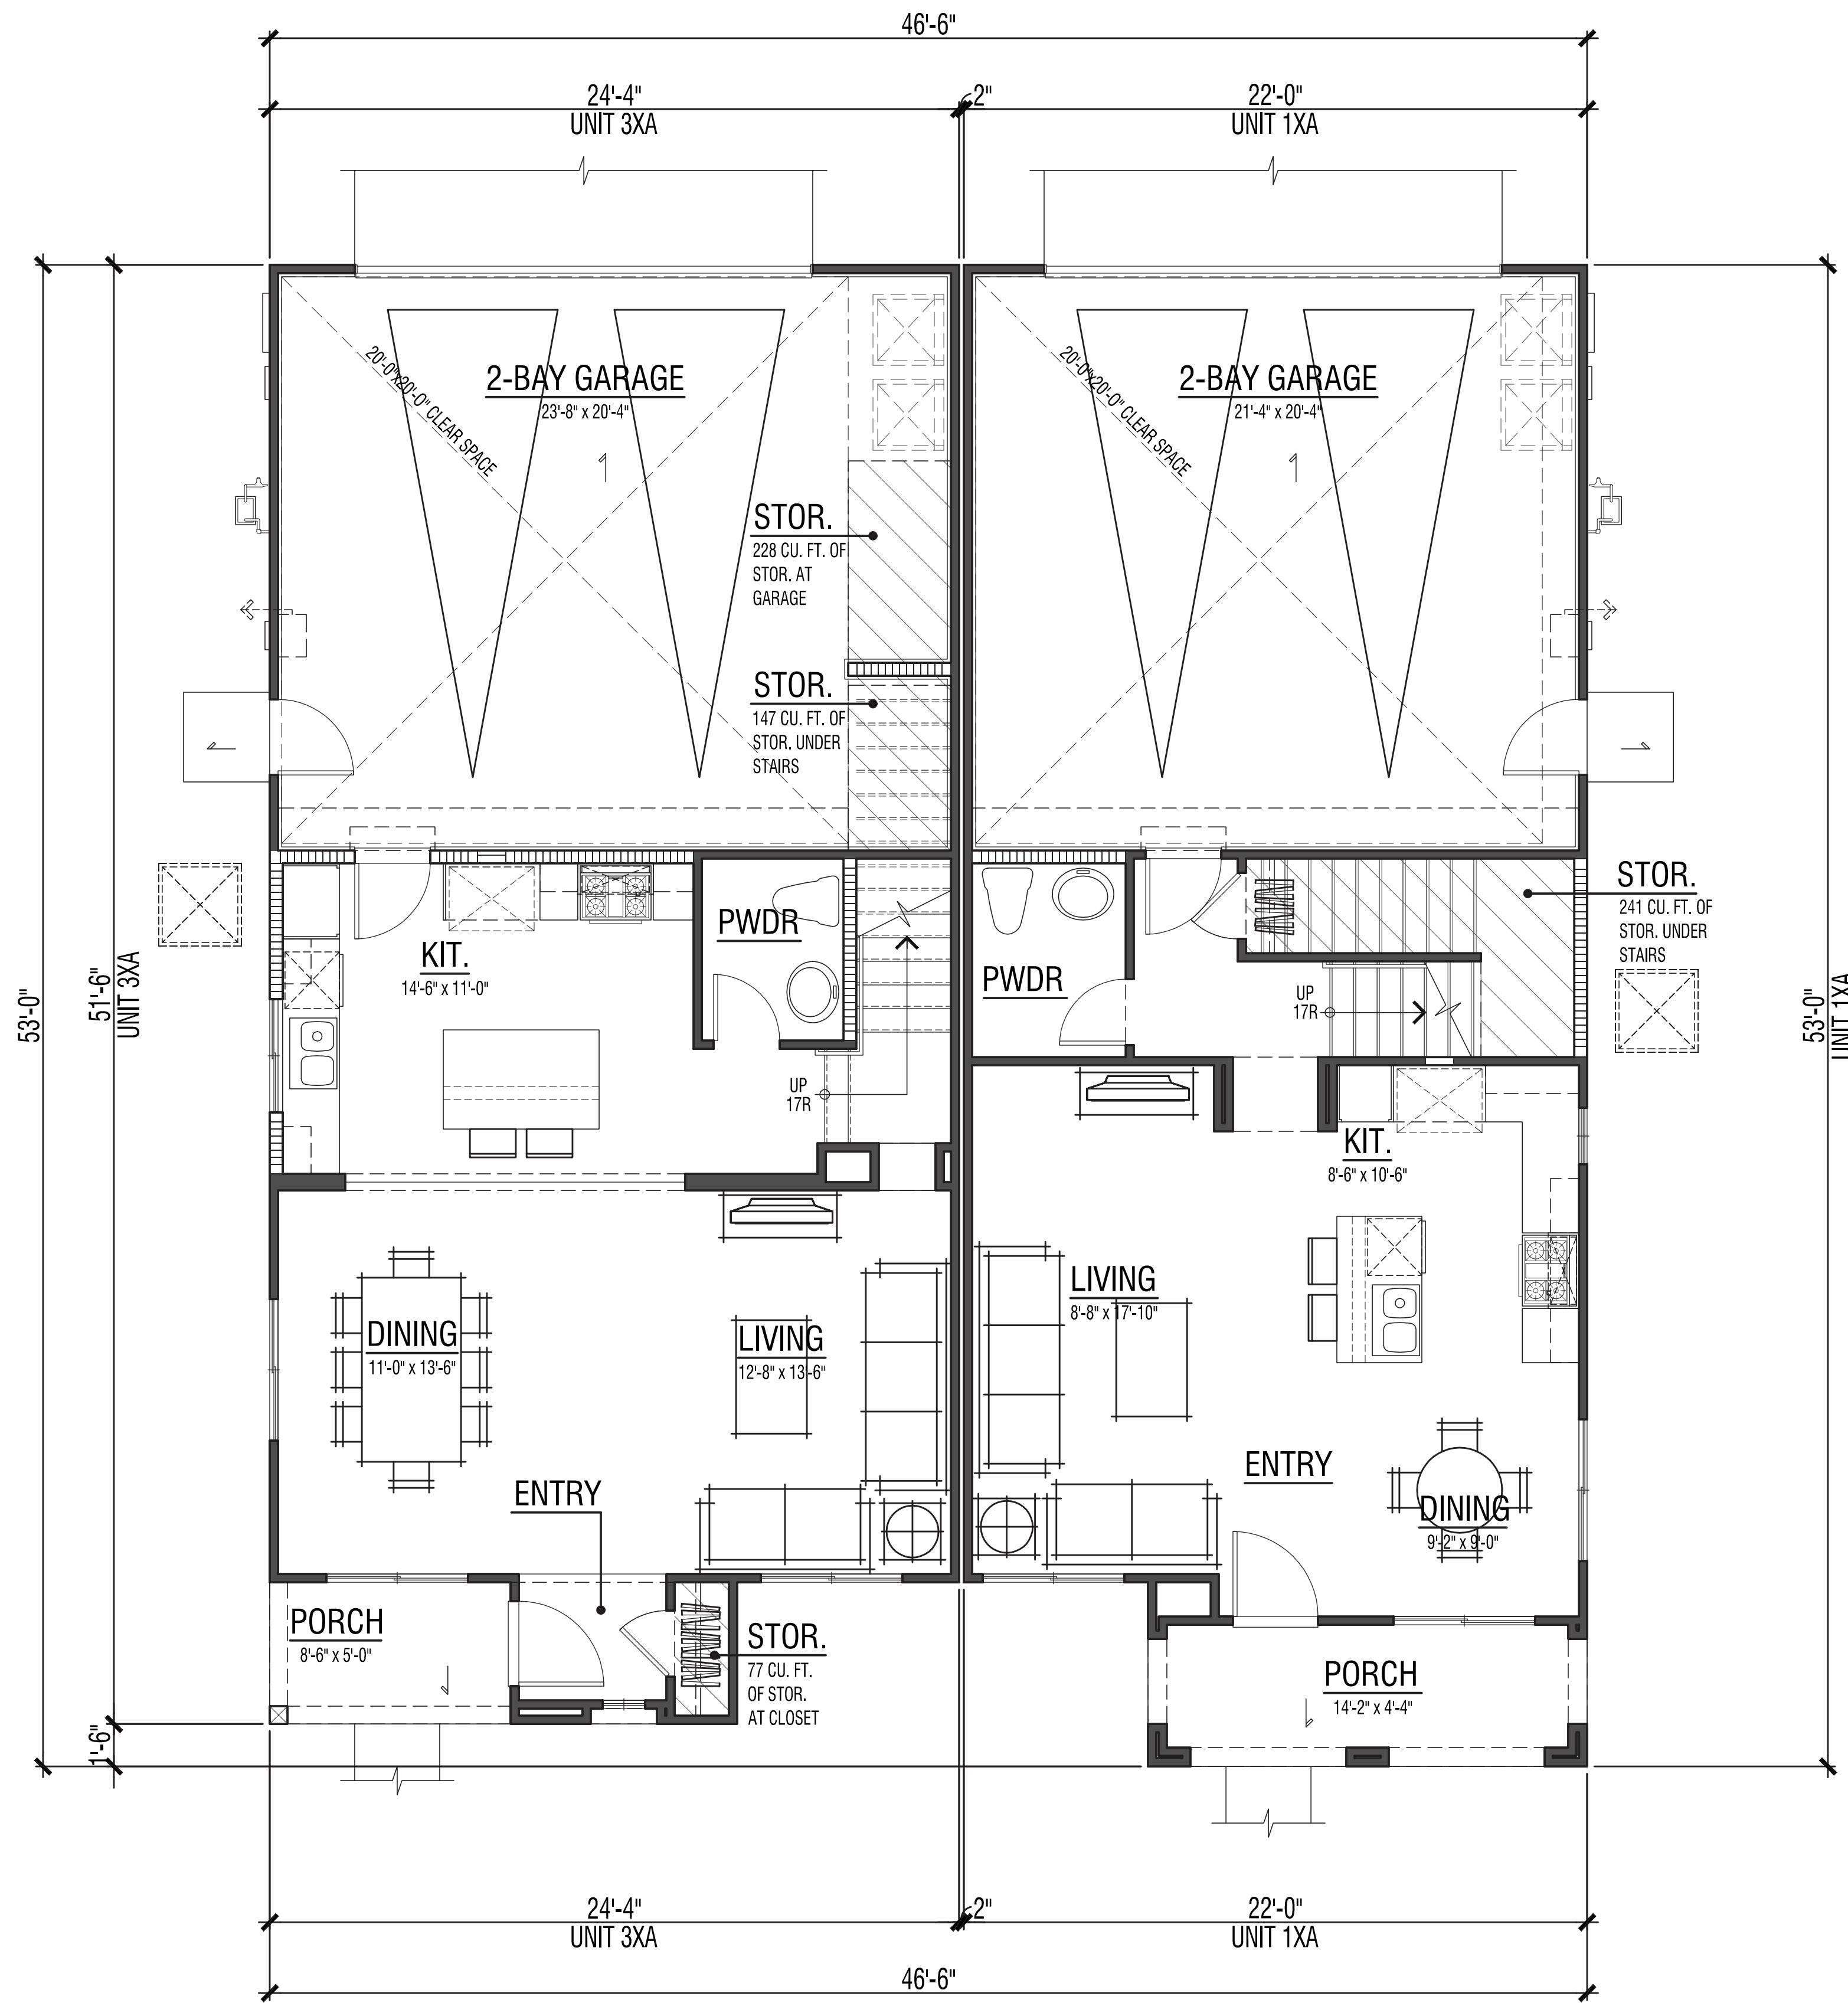 46'-6"
24'-4"
UNIT 3XA
2"
22'-0"
UNIT 1XA
2-BAY GARAGE
23'-8" x 20'-4"
20'-0"x20'-0" CLEAR SPACE
STOR.
228 CU. FT. OF
STOR. AT
GARAGE
STOR.
147 CU. FT. OF
STOR. UNDER
STAIRS
2-BAY GARAGE
21'-4" x 20'-4"
20'-0"x20'-0" CLEAR SPACE
53'-0"
51'-6"
UNIT 3XA
1'-6"
KIT.
14'-6" x 11'-0"
PWDR
UP
17R
PWDR
UP
17R
STOR.
241 CU. FT. OF
STOR. UNDER
STAIRS
53'-0"
UNIT 1XA
KIT.
8'-6" x 10'-6"
DINING
11'-0" x 13'-6"
LIVING
12'-8" x 13'-6"
LIVING
8'-8" x 17'-10"
ENTRY
ENTRY
DINING
9'-2" x 9'-0"
PORCH
8'-6" x 5'-0"
STOR.
77 CU. FT.
OF STOR.
AT CLOSET
PORCH
14'-2" x 4'-4"
24'-4"
UNIT 3XA
2"
22'-0"
UNIT 1XA
46'-6"